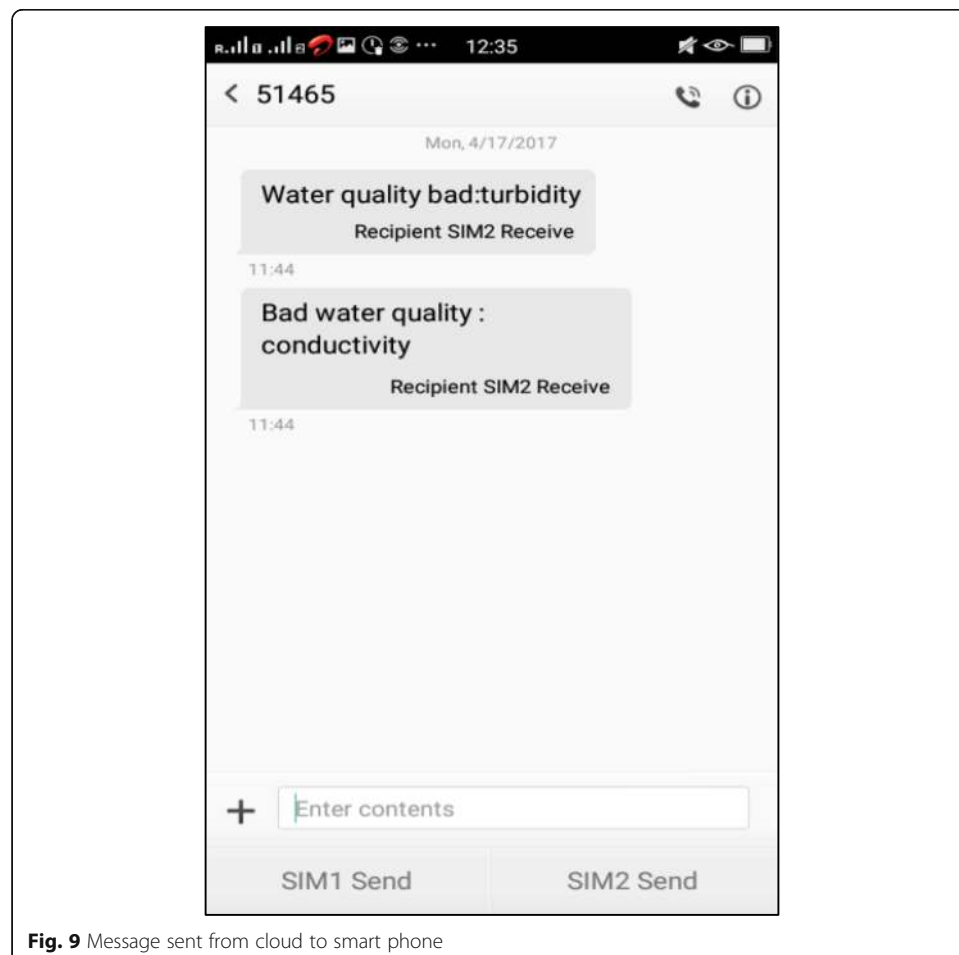 12:35
51465
Mon, 4/17/2017
Water quality bad:turbidity
Recipient SIM2 Receive
11:44
Bad water quality :
conductivity
Recipient SIM2 Receive
11:44
Enter contents
SIM1 Send SIM2 Send
Fig. 9 Message sent from cloud to smart phone